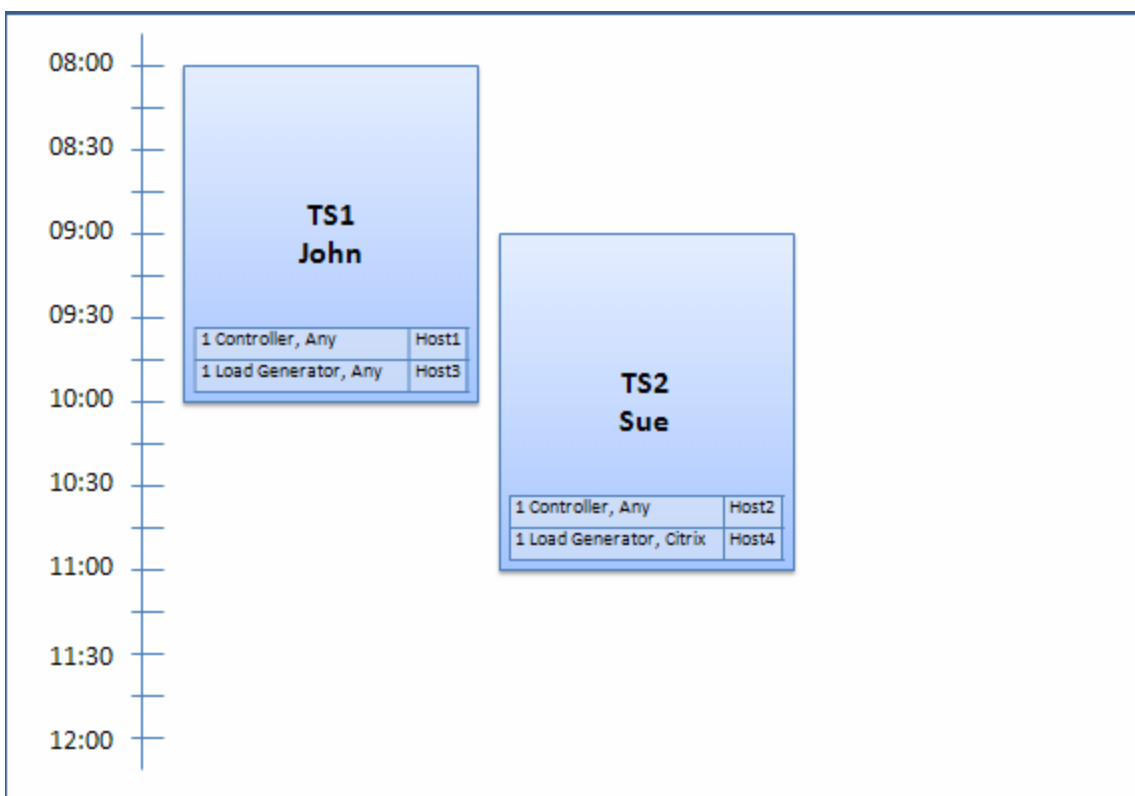 08:00
08:30
09:00
09:30
10:00
10:30
11:00
11:30
12:00
TS1
John
1 Controller, Any Host1
1 Load Generator, Any Host3
TS2
Sue
1 Controller, Any Host2
1 Load Generator, Citrix Host4